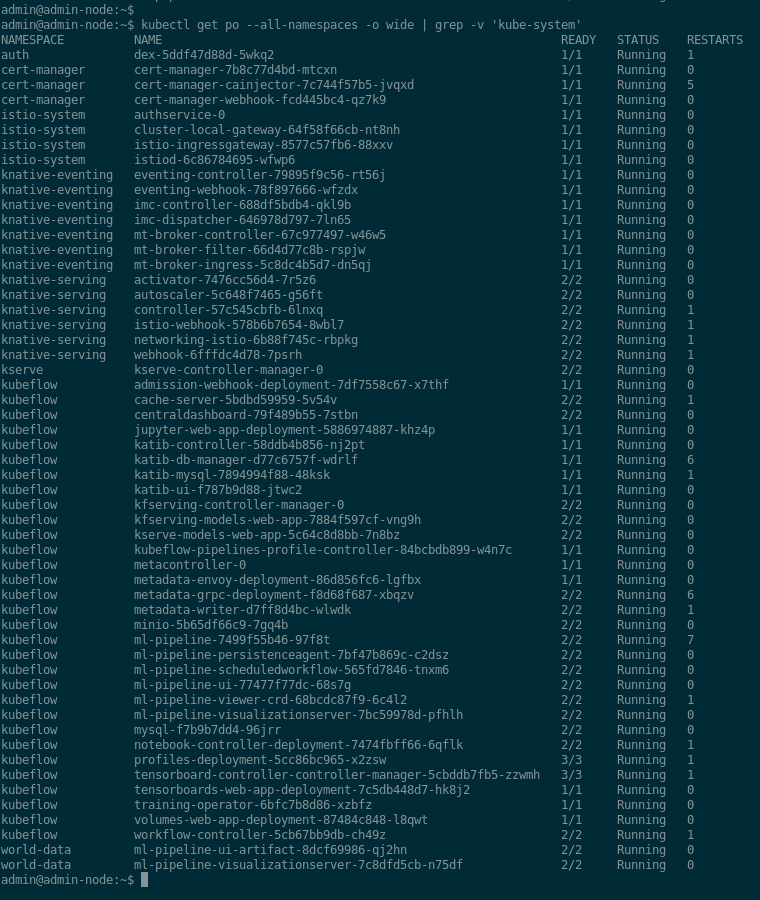 admin@admin-node:~$
admin@admin-node:~$ kubectl get po --all-namespaces -o wide | grep -v 'kube-system'
NAMESPACE NAME READY STATUS RESTARTS
auth dex-5ddf47d88d-5wkq2 1/1 Running 1
cert-manager cert-manager-7b8c77d4bd-mtcxn 1/1 Running 0
cert-manager cert-manager-cainjector-7c744f57b5-jvqxd 1/1 Running 5
cert-manager cert-manager-webhook-fcd445bc4-qz7k9 1/1 Running 0
istio-system authservice-0 1/1 Running 0
istio-system cluster-local-gateway-64f58f66cb-nt8nh 1/1 Running 0
istio-system istio-ingressgateway-8577c57fb6-88xxv 1/1 Running 0
istio-system istiod-6c86784695-wfwp6 1/1 Running 0
knative-eventing eventing-controller-79895f9c56-rt56j 1/1 Running 0
knative-eventing eventing-webhook-78f897666-wfzdx 1/1 Running 0
knative-eventing imc-controller-688df5bdb4-qkl9b 1/1 Running 0
knative-eventing imc-dispatcher-646978d797-7ln65 1/1 Running 0
knative-eventing mt-broker-controller-67c977497-w46w5 1/1 Running 0
knative-eventing mt-broker-filter-66d4d77c8b-rspjw 1/1 Running 0
knative-eventing mt-broker-ingress-5c8dc4b5d7-dn5qj 1/1 Running 0
knative-serving activator-7476cc56d4-7r5z6 2/2 Running 0
knative-serving autoscaler-5c648f7465-g56ft 2/2 Running 0
knative-serving controller-57c545cbfb-6lnxq 2/2 Running 1
knative-serving istio-webhook-578b6b7654-8wbl7 2/2 Running 1
knative-serving networking-istio-6b88f745c-rbpkg 2/2 Running 1
knative-serving webhook-6fffdc4d78-7psrh 2/2 Running 1
kserve kserve-controller-manager-0 2/2 Running 0
kubeflow admission-webhook-deployment-7df7558c67-x7thf 1/1 Running 0
kubeflow cache-server-5bdbd59959-5v54v 2/2 Running 1
kubeflow centraldashboard-79f489b55-7stbn 2/2 Running 0
kubeflow jupyter-web-app-deployment-5886974887-khz4p 1/1 Running 0
kubeflow katib-controller-58ddb4b856-nj2pt 1/1 Running 0
kubeflow katib-db-manager-d77c6757f-wdrlf 1/1 Running 6
kubeflow katib-mysql-7894994f88-48ksk 1/1 Running 1
kubeflow katib-ui-f787b9d88-jtwc2 1/1 Running 0
kubeflow kfserving-controller-manager-0 2/2 Running 0
kubeflow kfserving-models-web-app-7884f597cf-vng9h 2/2 Running 0
kubeflow kserve-models-web-app-5c64c8d8bb-7n8bz 2/2 Running 0
kubeflow kubeflow-pipelines-profile-controller-84bcbdb899-w4n7c 1/1 Running 0
kubeflow metacontroller-0 1/1 Running 0
kubeflow metadata-envoy-deployment-86d856fc6-lgfbx 1/1 Running 0
kubeflow metadata-grpc-deployment-f8d68f687-xbqzv 2/2 Running 6
kubeflow metadata-writer-d7ff8d4bc-wlwdk 2/2 Running 1
kubeflow minio-5b65df66c9-7gq4b 2/2 Running 0
kubeflow ml-pipeline-7499f55b46-97f8t 2/2 Running 7
kubeflow ml-pipeline-persistenceagent-7bf47b869c-c2dsz 2/2 Running 0
kubeflow ml-pipeline-scheduledworkflow-565fd7846-tnxm6 2/2 Running 0
kubeflow ml-pipeline-ui-77477f77dc-68s7g 2/2 Running 0
kubeflow ml-pipeline-viewer-crd-68bcdc87f9-6c4l2 2/2 Running 1
kubeflow ml-pipeline-visualizationserver-7bc59978d-pfhlh 2/2 Running 0
kubeflow mysql-f7b9b7dd4-96jrr 2/2 Running 0
kubeflow notebook-controller-deployment-7474fbff66-6qflk 2/2 Running 1
kubeflow profiles-deployment-5cc86bc965-x2zsw 3/3 Running 1
kubeflow tensorboard-controller-controller-manager-5cbddb7fb5-zzwmh 3/3 Running 1
kubeflow tensorboards-web-app-deployment-7c5db448d7-hk8j2 1/1 Running 0
kubeflow training-operator-6bfc7b8d86-xzbfz 1/1 Running 0
kubeflow volumes-web-app-deployment-87484c848-l8qwt 1/1 Running 0
kubeflow workflow-controller-5cb67bb9db-ch49z 2/2 Running 1
world-data ml-pipeline-ui-artifact-8dcf69986-qj2hn 2/2 Running 0
world-data ml-pipeline-visualizationserver-7c8dfd5cb-n75df 2/2 Running 0
admin@admin-node:~$